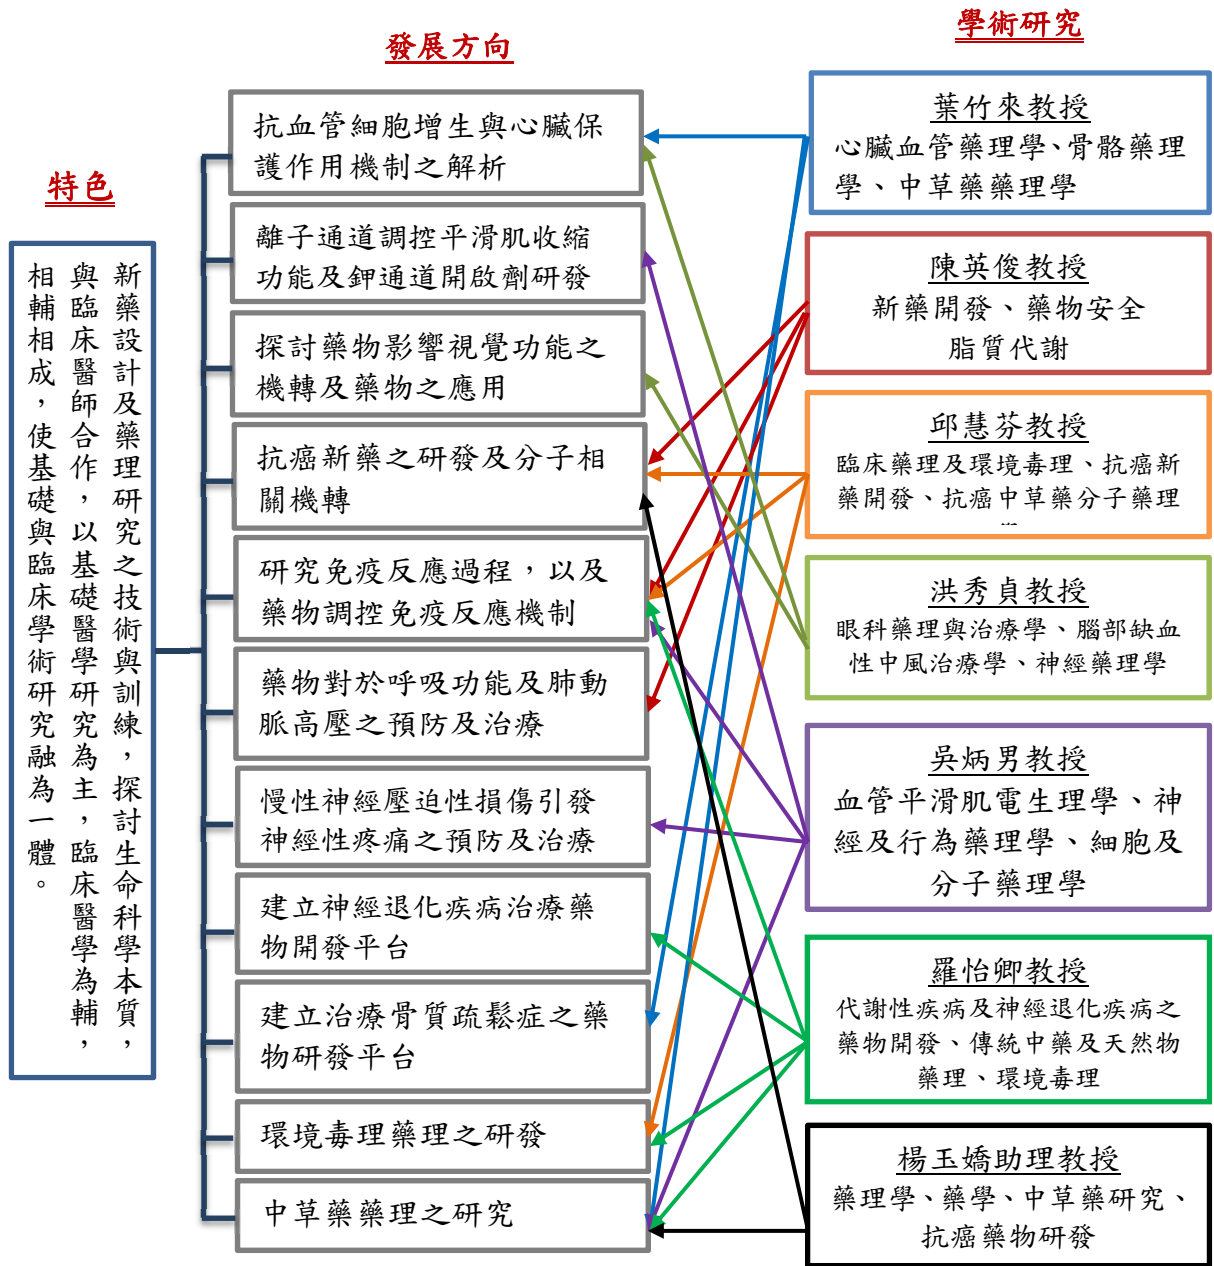 特色
新藥設計及藥理研究之技術與訓練，探討生命科學本質，
與臨床醫師合作，以基礎醫學研究為主，臨床醫學為輔，
相輔相成，使基礎與臨床學術研究融為一體。
發展方向
抗血管細胞增生與心臟保
護作用機制之解析
離子通道調控平滑肌收縮
功能及鉀通道開啟劑研發
探討藥物影響視覺功能之
機轉及藥物之應用
抗癌新藥之研發及分子相
關機轉
研究免疫反應過程，以及
藥物調控免疫反應機制
藥物對於呼吸功能及肺動
脈高壓之預防及治療
慢性神經壓迫性損傷引發
神經性疼痛之預防及治療
建立神經退化疾病治療藥
物開發平台
建立治療骨質疏鬆症之藥
物研發平台
環境毒理藥理之研發
中草藥藥理之研究
學術研究
葉竹來教授
心臟血管藥理學、骨骼藥理
學、中草藥藥理學
陳英俊教授
新藥開發、藥物安全
脂質代謝
邱慧芬教授
臨床藥理及環境毒理、抗癌新
藥開發、抗癌中草藥分子藥理
洪秀貞教授
眼科藥理與治療學、腦部缺血
性中風治療學、神經藥理學
吳炳男教授
血管平滑肌電生理學、神
經及行為藥理學、細胞及
分子藥理學
羅怡卿教授
代謝性疾病及神經退化疾病之
藥物開發、傳統中藥及天然物
藥理、環境毒理
楊玉嬌助理教授
藥理學、藥學、中草藥研究、
抗癌藥物研發